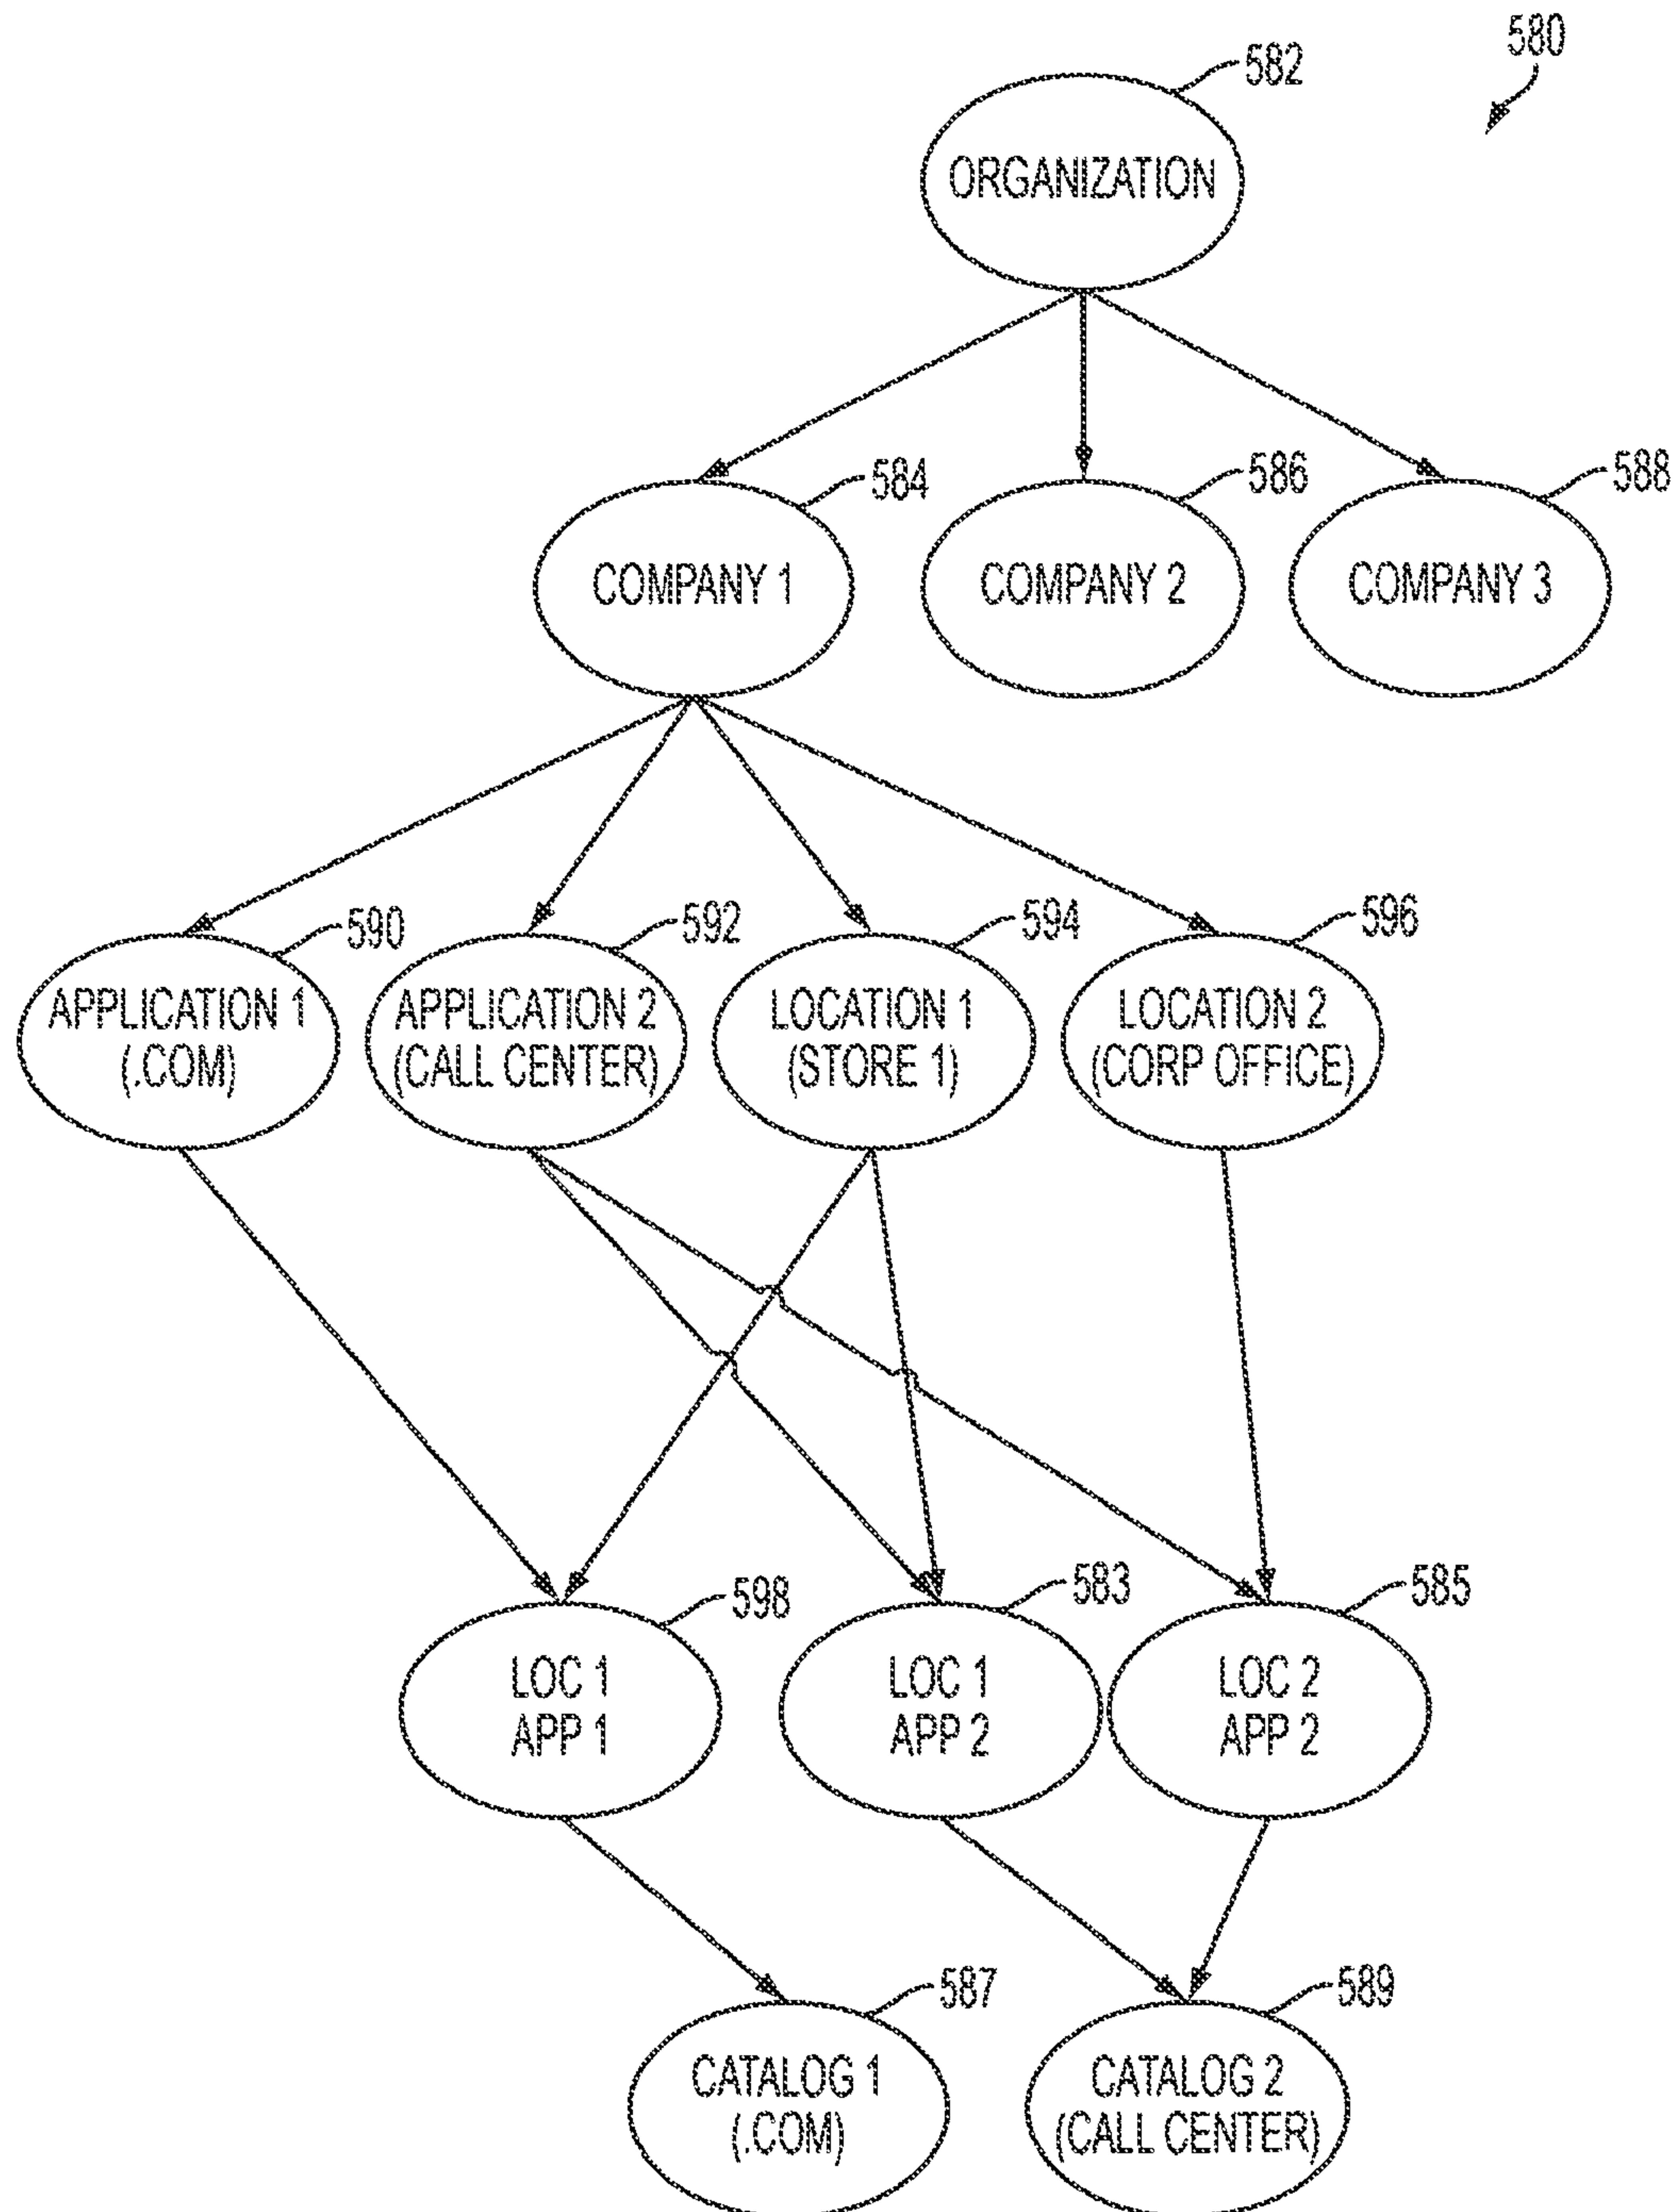 580
582
ORGANIZATION
584
586
588
COMPANY 1
COMPANY 2
COMPANY 3
590
592
594
596
APPLICATION 1
(.COM)
APPLICATION 2
(CALL CENTER)
LOCATION 1
(STORE 1)
LOCATION 2
(CORP OFFICE)
598
583
585
LOC 1
APP 1
LOC 1
APP 2
LOC 2
APP 2
587
589
CATALOG 1
(.COM)
CATALOG 2
(CALL CENTER)